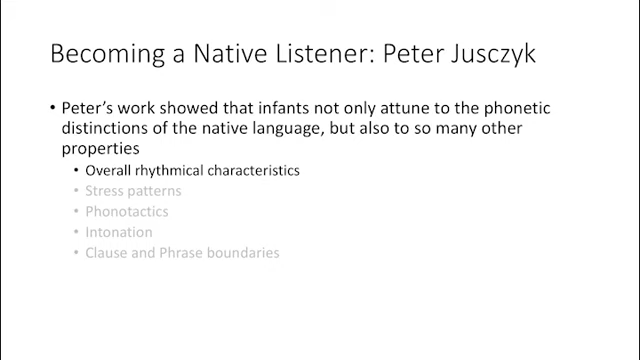 Becoming a Native Listener: Peter Jusczyk
• Peter's work showed that infants not only attune to the phonetic
distinctions of the native language, but also to so many other
properties
• Overall rhythmical characteristics
• Stress patterns
• Phonotactics
• Intonation
• Clause and Phrase boundaries